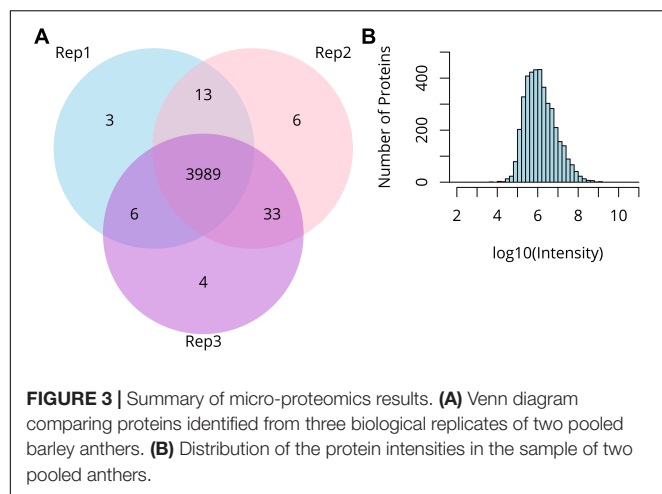 A
Rep1
Rep2
13
3
6
3989
6
33
4
Rep3
B
Number of Proteins
400
200
0
2 4 6 8 10
log10(Intensity)
FIGURE 3 | Summary of micro-proteomics results. (A) Venn diagram
comparing proteins identified from three biological replicates of two pooled
barley anthers. (B) Distribution of the protein intensities in the sample of two
pooled anthers.